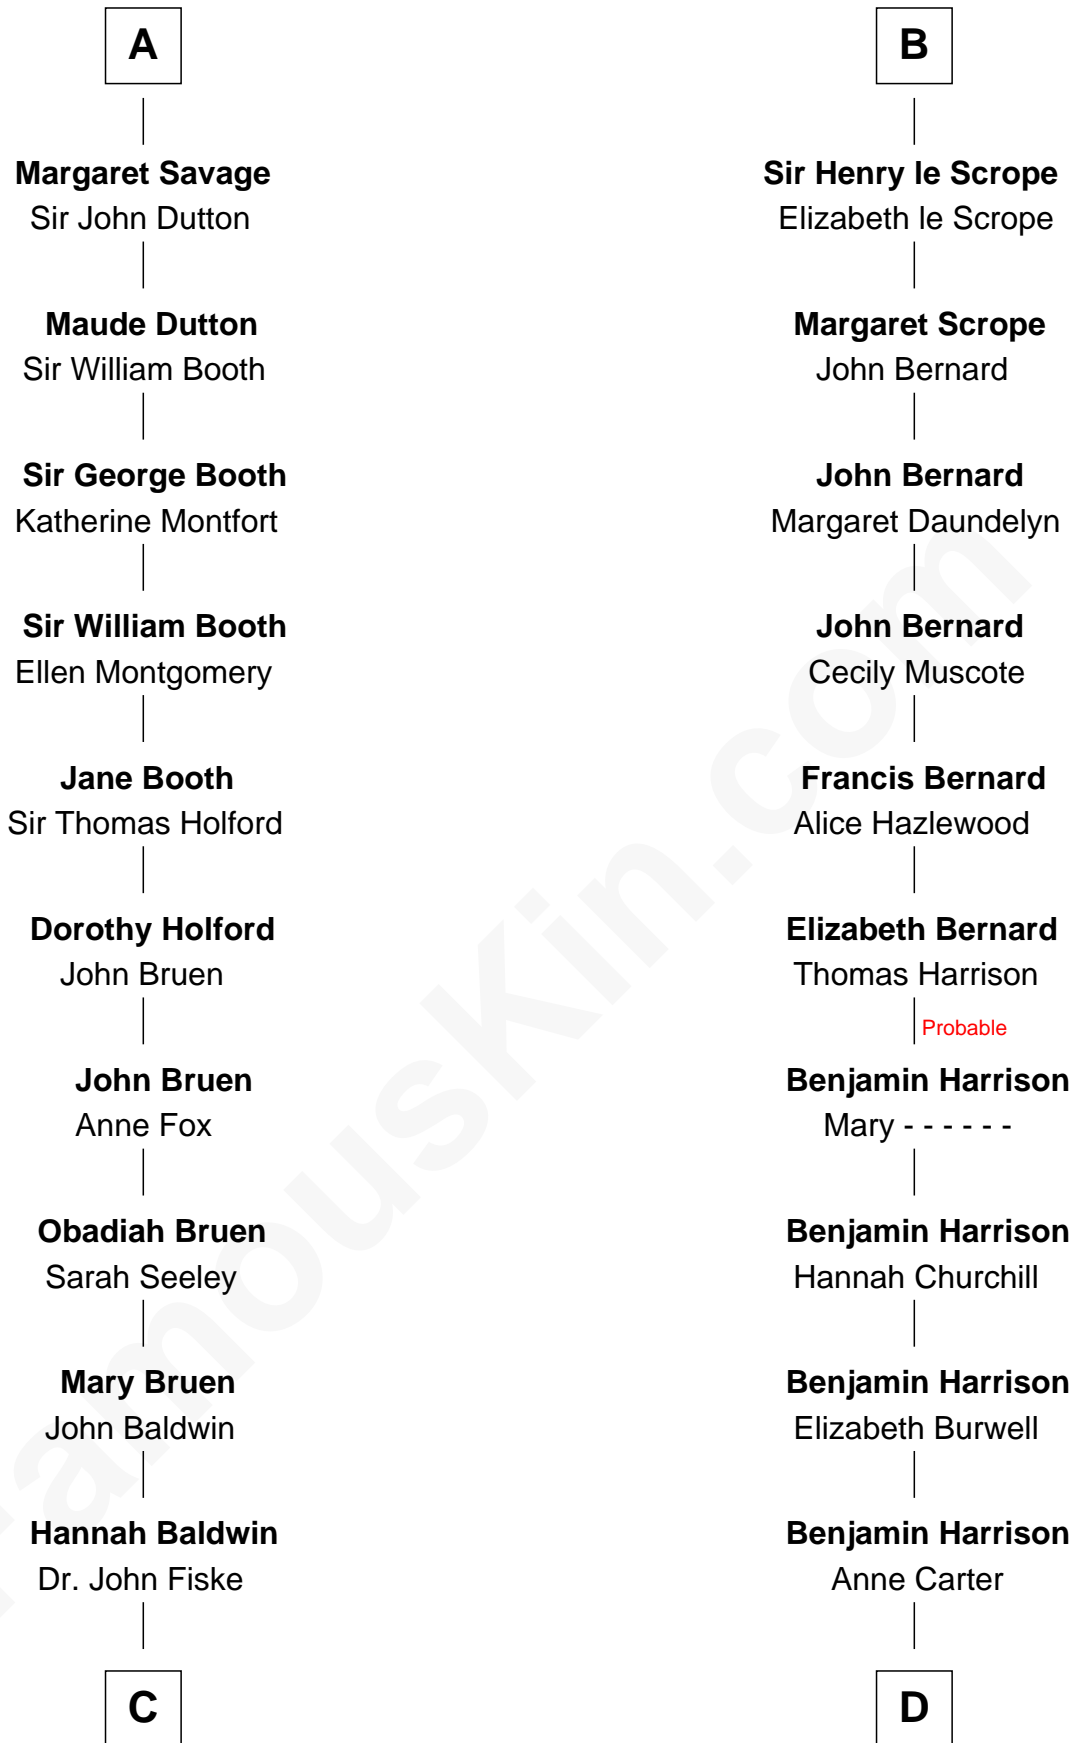 A
Margaret Savage
Sir John Dutton
Maude Dutton
Sir William Booth
Sir George Booth
Katherine Montfort
Sir William Booth
Ellen Montgomery
Jane Booth
Sir Thomas Holford
Dorothy Holford
John Bruen
John Bruen
Anne Fox
Obadiah Bruen
Sarah Seeley
Mary Bruen
John Baldwin
Hannah Baldwin
Dr. John Fiske
C
B
Sir Henry le Scrope
Elizabeth le Scrope
Margaret Scrope
John Bernard
John Bernard
Margaret Daundelyn
John Bernard
Cecily Muscote
Francis Bernard
Alice Hazlewood
Elizabeth Bernard
Thomas Harrison
Probable
Benjamin Harrison
Mary - - - - - -
Benjamin Harrison
Hannah Churchill
Benjamin Harrison
Elizabeth Burwell
Benjamin Harrison
Anne Carter
D
FamousKin.com